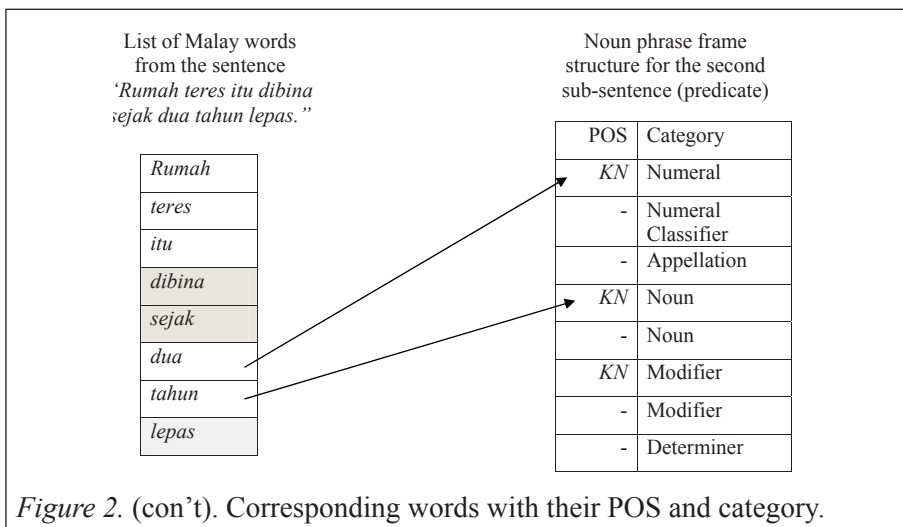 List of Malay words
from the sentence
“Rumah teres itu dibina
sejak dua tahun lepas.”
Rumah
teres
itu
dibina
sejak
dua
tahun
lepas
Noun phrase frame
structure for the second
sub-sentence (predicate)
POS Category
KN Numeral
- Numeral
Classifier
- Appellation
KN Noun
- Noun
KN Modifier
- Modifier
- Determiner
Figure 2. (con't). Corresponding words with their POS and category.